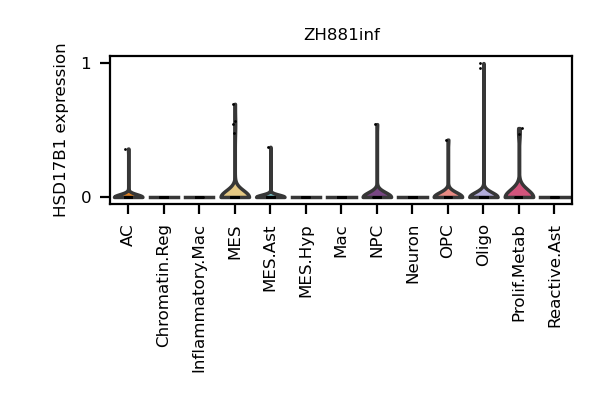 ZH881inf
HSD17B1 expression
1
0
AC
Chromatin.Reg
Inflammatory.Mac
MES
MES.Ast
MES.Hyp
Mac
NPC
Neuron
OPC
Oligo
Prolif.Metab
Reactive.Ast